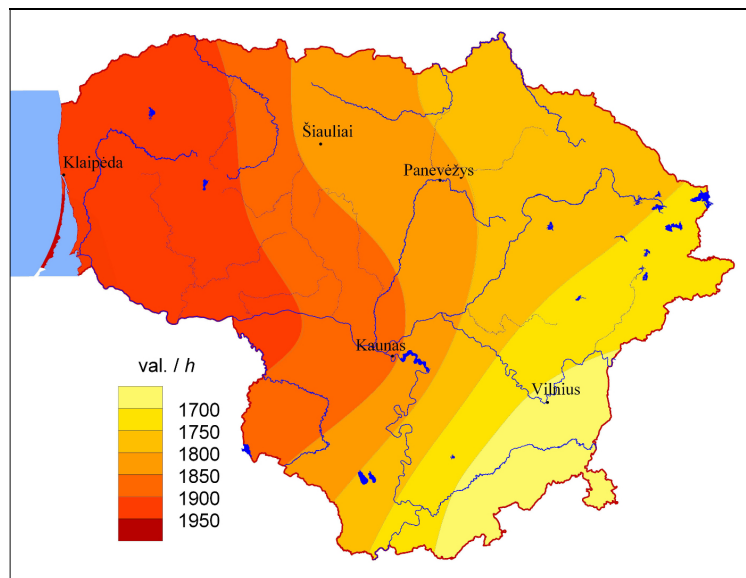 Šiauliai
Klaipėda
Panevėžys
Kaunas
val. / h
Vilnius
1700
1750
1800
1850
1900
1950